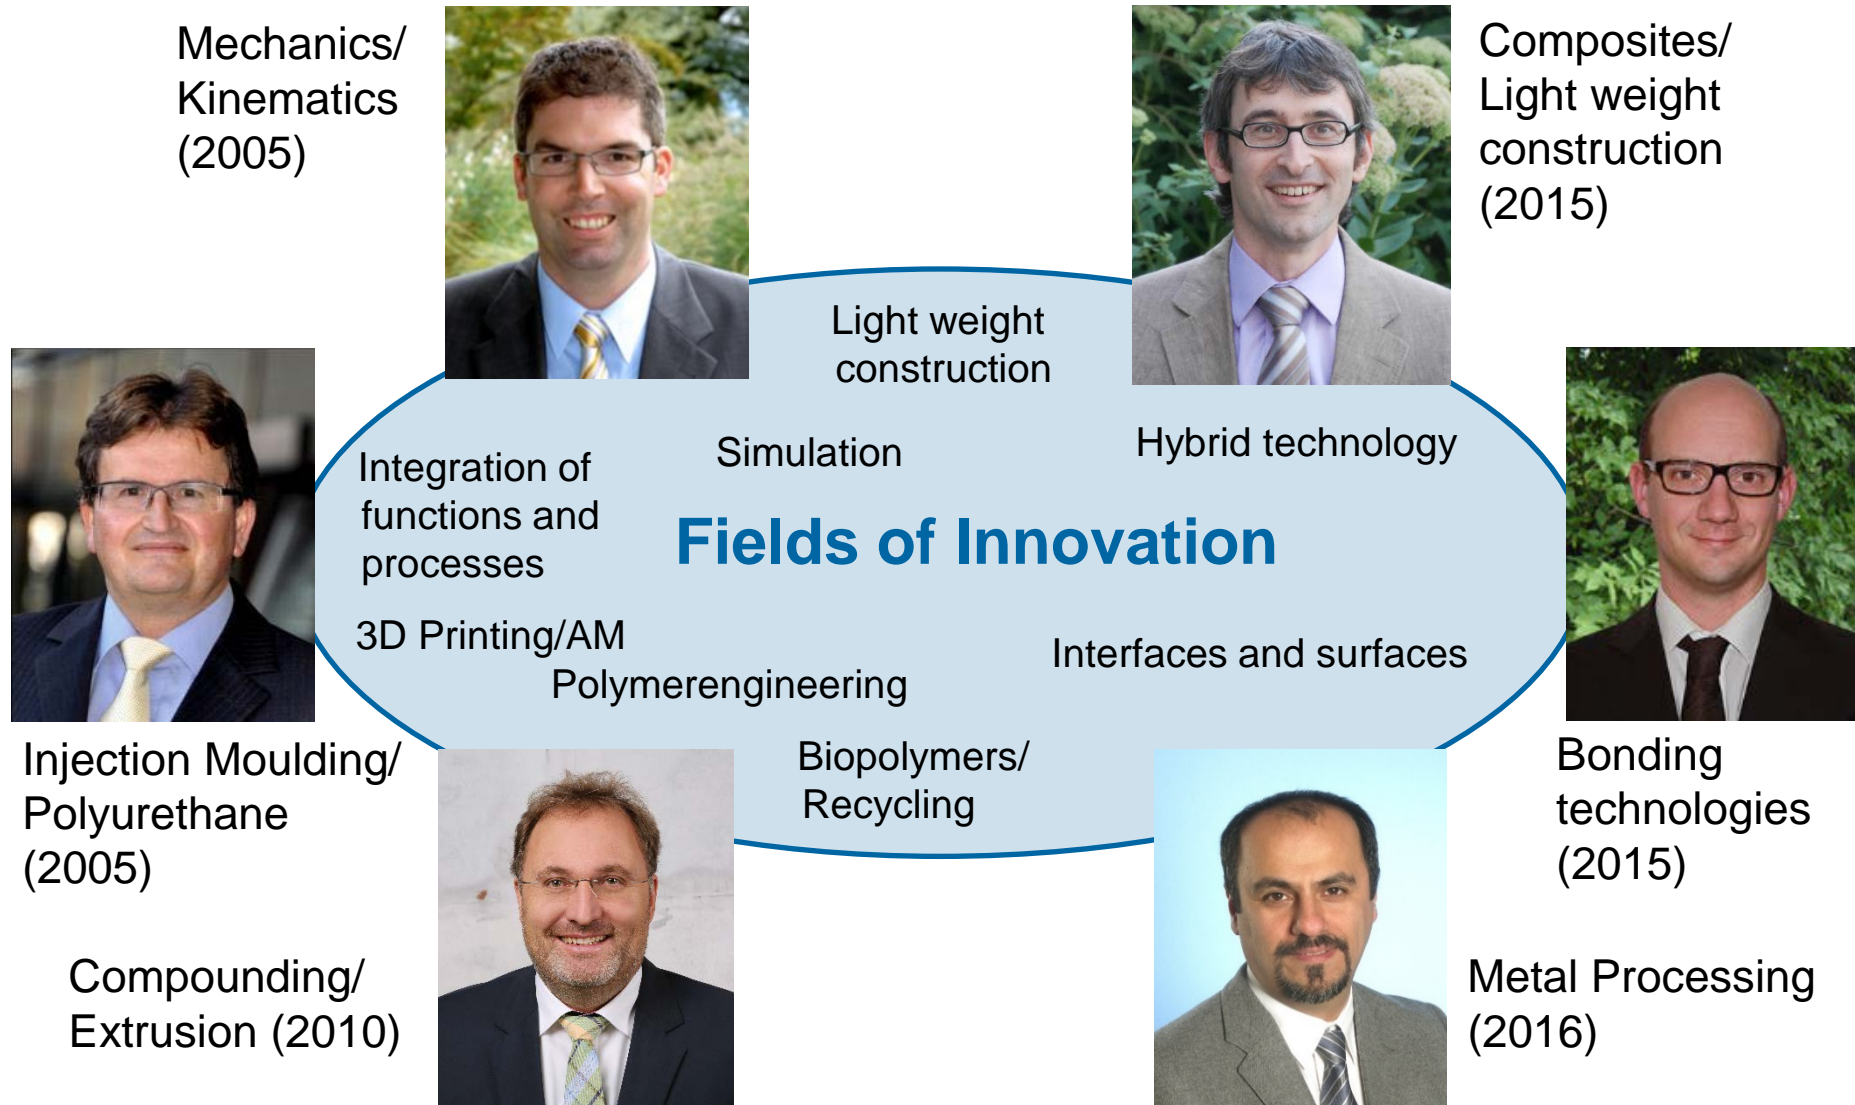 Mechanics/
Kinematics
(2005)
Composites/
Light weight
construction
(2015)
Light weight
construction
Simulation
Hybrid technology
Integration of
functions and
processes
Fields of Innovation
3D Printing/AM
Polymerengineering
Interfaces and surfaces
Biopolymers/
Recycling
Injection Moulding/
Polyurethane
(2005)
Bonding
technologies
(2015)
Compounding/
Extrusion (2010)
Metal Processing
(2016)